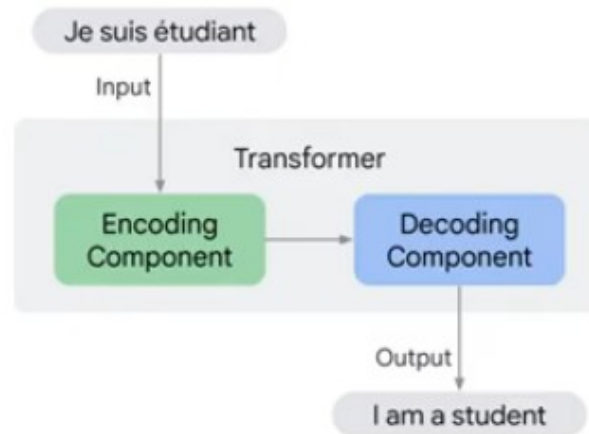 Je suis étudiant
Input
Transformer
Encoding
Component
Decoding
Component
Output
I am a student